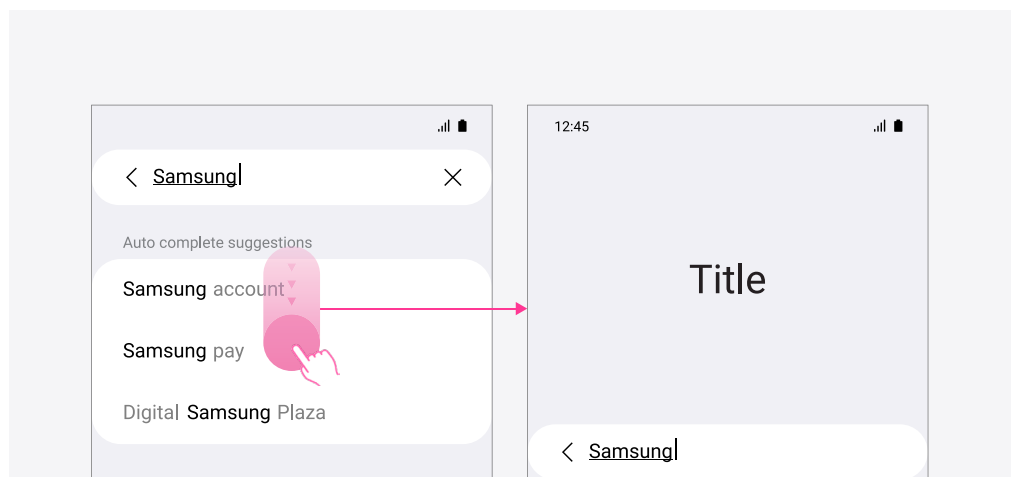 Samsung
Auto complete suggestions
Samsung account
Samsung pay
Digital Samsung Plaza
12:45
Title
Samsung